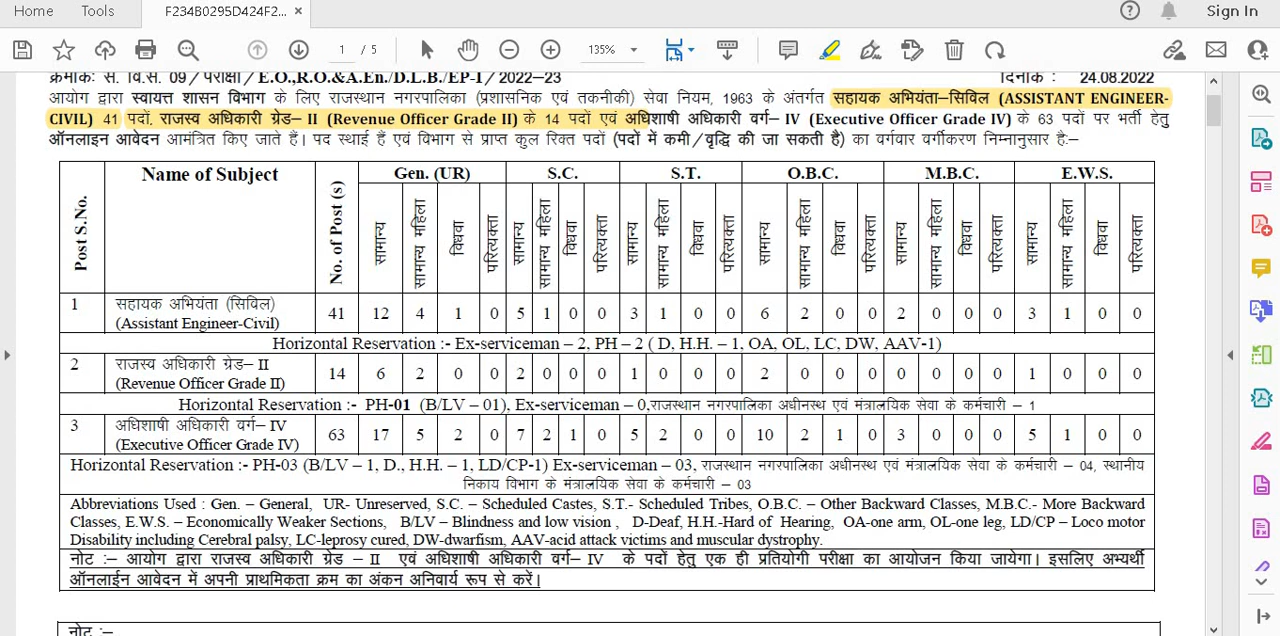 Home Tools F234B0295D424F2... × Sign In
1 / 5 135%
क्रमांकः स. वि.स. 09/परीक्षा/E.O.,R.O.&A.En./D.L.B./EP-I/2022-23 दिनांक : 24.08.2022
आयोग द्वारा स्वायत्त शासन विभाग के लिए राजस्थान नगरपालिका (प्रशासनिक एवं तकनीकी) सेवा नियम, 1963 के अंतर्गत सहायक अभियंता–सिविल (ASSISTANT ENGINEER-
CIVIL) 41 पदों, राजस्व अधिकारी ग्रेड– II (Revenue Officer Grade II) के 14 पदों एवं अधिशाषी अधिकारी वर्ग– IV (Executive Officer Grade IV) के 63 पदों पर भर्ती हेतु
ऑनलाइन आवेदन आमंत्रित किए जाते हैं। पद स्थाई हैं एवं विभाग से प्राप्त कुल रिक्त पदों (पदों में कमी/वृद्धि की जा सकती है) का वर्गवार वर्गीकरण निम्नानुसार है:–
Post S.No. Name of Subject No. of Post (s) Gen. (UR) S.C. S.T. O.B.C. M.B.C. E.W.S.
सामान्य सामान्य महिला विधवा परित्यक्ता सामान्य सामान्य महिला विधवा परित्यक्ता सामान्य सामान्य महिला विधवा परित्यक्ता सामान्य सामान्य महिला विधवा परित्यक्ता सामान्य सामान्य महिला विधवा परित्यक्ता सामान्य सामान्य महिला विधवा परित्यक्ता
1 सहायक अभियंता (सिविल) 41 12 4 1 0 5 1 0 0 3 1 0 0 6 2 0 0 2 0 0 0 3 1 0 0
(Assistant Engineer-Civil)
Horizontal Reservation :- Ex-serviceman – 2, PH – 2 ( D, H.H. – 1, OA, OL, LC, DW, AAV-1)
2 राजस्व अधिकारी ग्रेड– II 14 6 2 0 0 2 0 0 0 1 0 0 0 2 0 0 0 0 0 0 0 1 0 0 0
(Revenue Officer Grade II)
Horizontal Reservation :- PH-01 (B/LV – 01), Ex-serviceman – 0,राजस्थान नगरपालिका अधीनस्थ एवं मंत्रालयिक सेवा के कर्मचारी – 1
3 अधिशाषी अधिकारी वर्ग– IV 63 17 5 2 0 7 2 1 0 5 2 0 0 10 2 1 0 3 0 0 0 5 1 0 0
(Executive Officer Grade IV)
Horizontal Reservation :- PH-03 (B/LV – 1, D., H.H. – 1, LD/CP-1) Ex-serviceman – 03, राजस्थान नगरपालिका अधीनस्थ एवं मंत्रालयिक सेवा के कर्मचारी – 04, स्थानीय
निकाय विभाग के मंत्रालयिक सेवा के कर्मचारी – 03
Abbreviations Used : Gen. – General, UR- Unreserved, S.C. – Scheduled Castes, S.T.- Scheduled Tribes, O.B.C. – Other Backward Classes, M.B.C.- More Backward
Classes, E.W.S. – Economically Weaker Sections, B/LV – Blindness and low vision , D-Deaf, H.H.-Hard of Hearing, OA-one arm, OL-one leg, LD/CP – Loco motor
Disability including Cerebral palsy, LC-leprosy cured, DW-dwarfism, AAV-acid attack victims and muscular dystrophy.
नोट :– आयोग द्वारा राजस्व अधिकारी ग्रेड – II एवं अधिशाषी अधिकारी वर्ग– IV के पदों हेतु एक ही प्रतियोगी परीक्षा का आयोजन किया जायेगा। इसलिए अभ्यर्थी
ऑनलाईन आवेदन में अपनी प्राथमिकता क्रम का अंकन अनिवार्य रूप से करें।
नोट :–